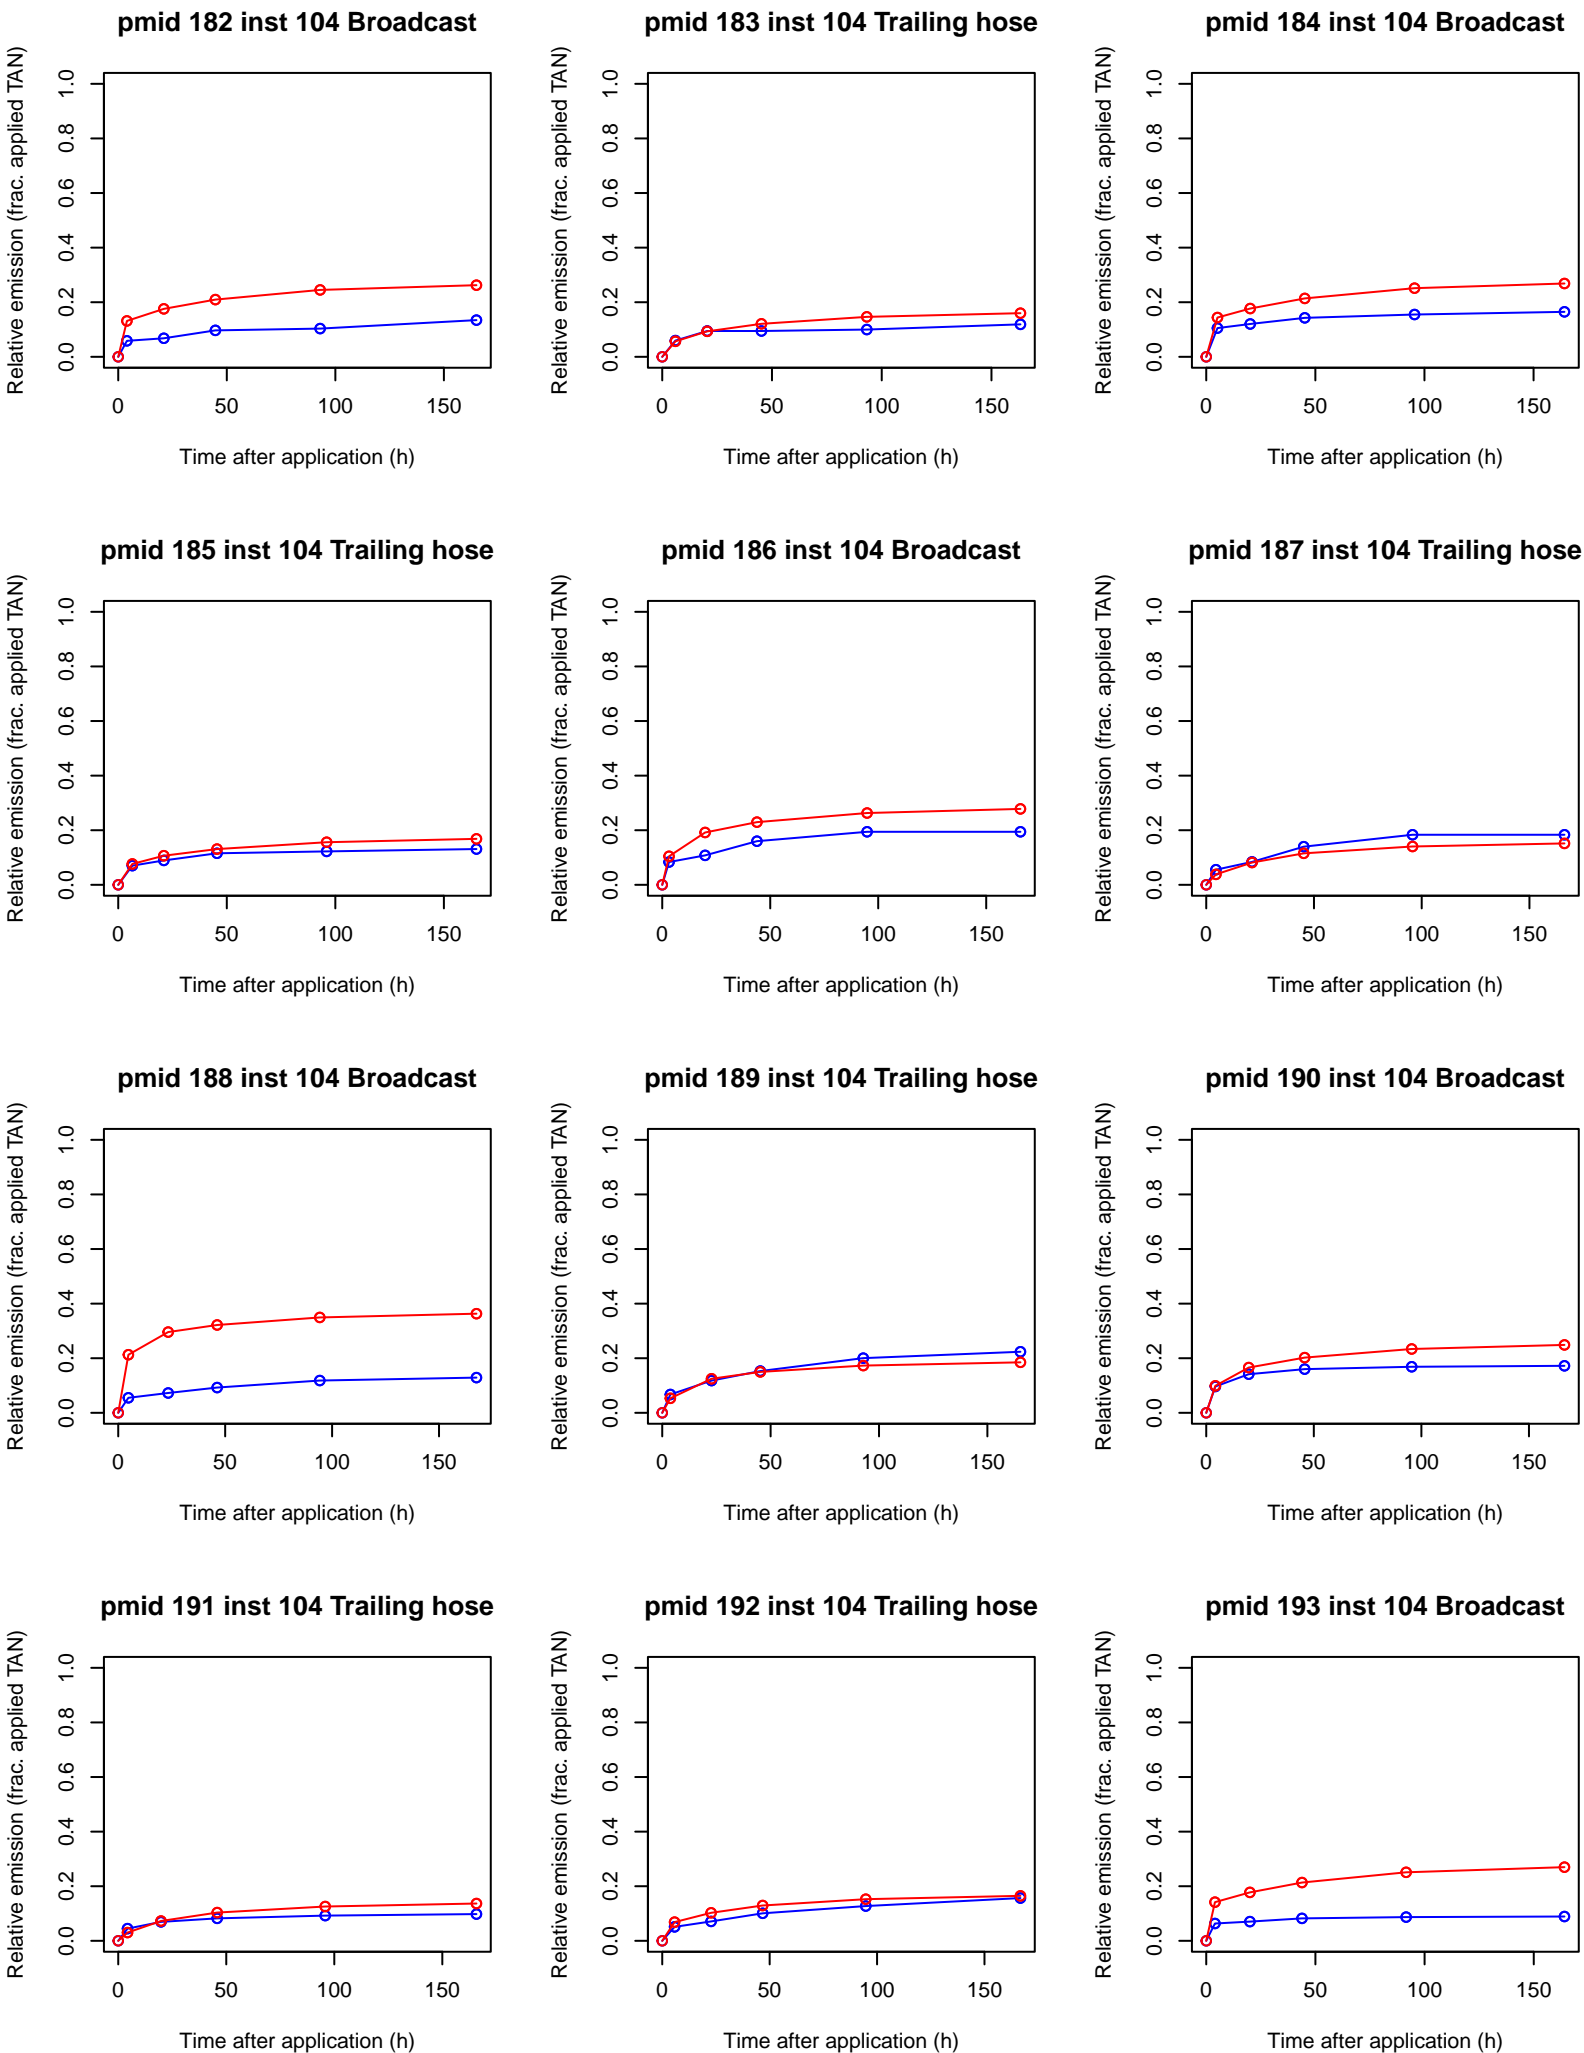 pmid 182 inst 104 Broadcast
Relative emission (frac. applied TAN)
1.0
0.8
0.6
0.4
0.2
0.0
0 50 100 150
Time after application (h)
pmid 183 inst 104 Trailing hose
Relative emission (frac. applied TAN)
1.0
0.8
0.6
0.4
0.2
0.0
0 50 100 150
Time after application (h)
pmid 184 inst 104 Broadcast
Relative emission (frac. applied TAN)
1.0
0.8
0.6
0.4
0.2
0.0
0 50 100 150
Time after application (h)
pmid 185 inst 104 Trailing hose
Relative emission (frac. applied TAN)
1.0
0.8
0.6
0.4
0.2
0.0
0 50 100 150
Time after application (h)
pmid 186 inst 104 Broadcast
Relative emission (frac. applied TAN)
1.0
0.8
0.6
0.4
0.2
0.0
0 50 100 150
Time after application (h)
pmid 187 inst 104 Trailing hose
Relative emission (frac. applied TAN)
1.0
0.8
0.6
0.4
0.2
0.0
0 50 100 150
Time after application (h)
pmid 188 inst 104 Broadcast
Relative emission (frac. applied TAN)
1.0
0.8
0.6
0.4
0.2
0.0
0 50 100 150
Time after application (h)
pmid 189 inst 104 Trailing hose
Relative emission (frac. applied TAN)
1.0
0.8
0.6
0.4
0.2
0.0
0 50 100 150
Time after application (h)
pmid 190 inst 104 Broadcast
Relative emission (frac. applied TAN)
1.0
0.8
0.6
0.4
0.2
0.0
0 50 100 150
Time after application (h)
pmid 191 inst 104 Trailing hose
Relative emission (frac. applied TAN)
1.0
0.8
0.6
0.4
0.2
0.0
0 50 100 150
Time after application (h)
pmid 192 inst 104 Trailing hose
Relative emission (frac. applied TAN)
1.0
0.8
0.6
0.4
0.2
0.0
0 50 100 150
Time after application (h)
pmid 193 inst 104 Broadcast
Relative emission (frac. applied TAN)
1.0
0.8
0.6
0.4
0.2
0.0
0 50 100 150
Time after application (h)